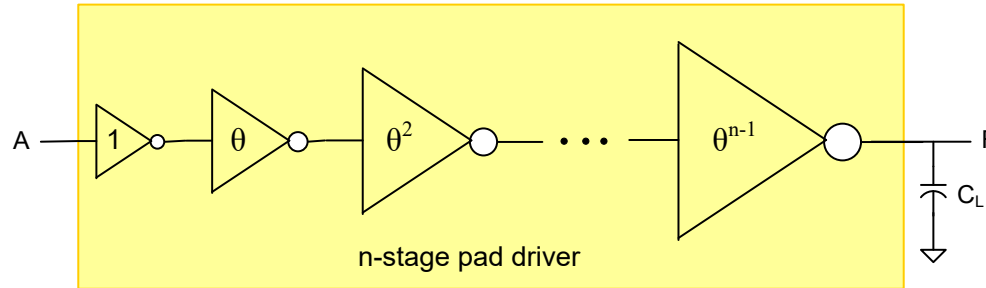 A 1 θ θ² • • • θⁿ⁻¹ F
C_L
n-stage pad driver